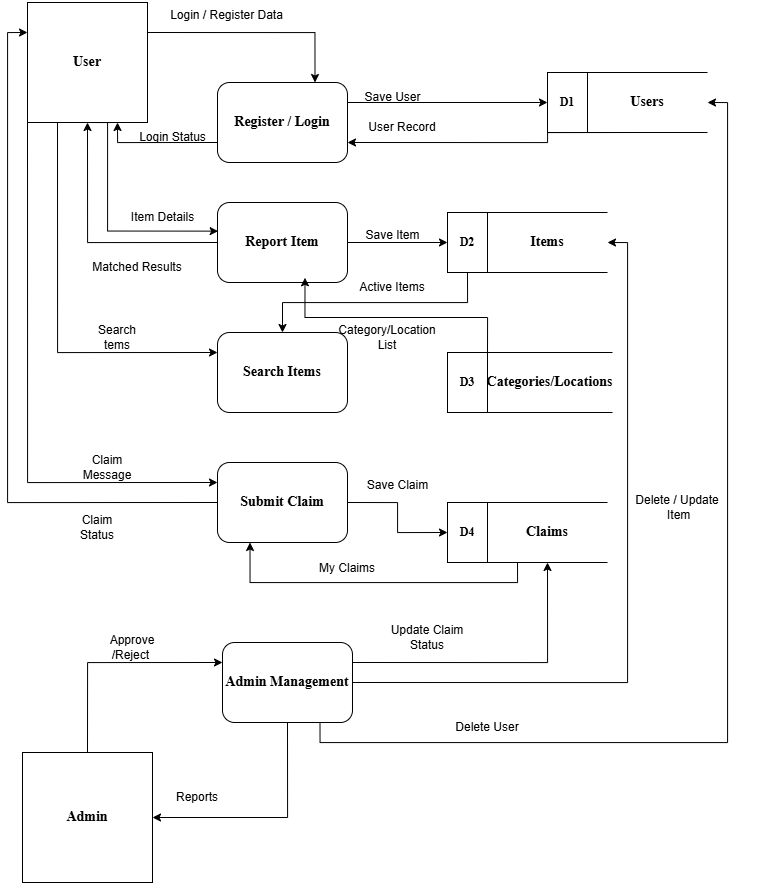 Login / Register Data
User
Register / Login
Save User
D1
Users
Login Status
User Record
Item Details
Report Item
Save Item
D2
Items
Matched Results
Active Items
Search
tems
Category/Location
List
Search Items
D3
Categories/Locations
Claim
Message
Submit Claim
Save Claim
D4
Claims
Delete / Update
Item
Claim
Status
My Claims
Approve
/Reject
Update Claim
Status
Admin Management
Delete User
Reports
Admin